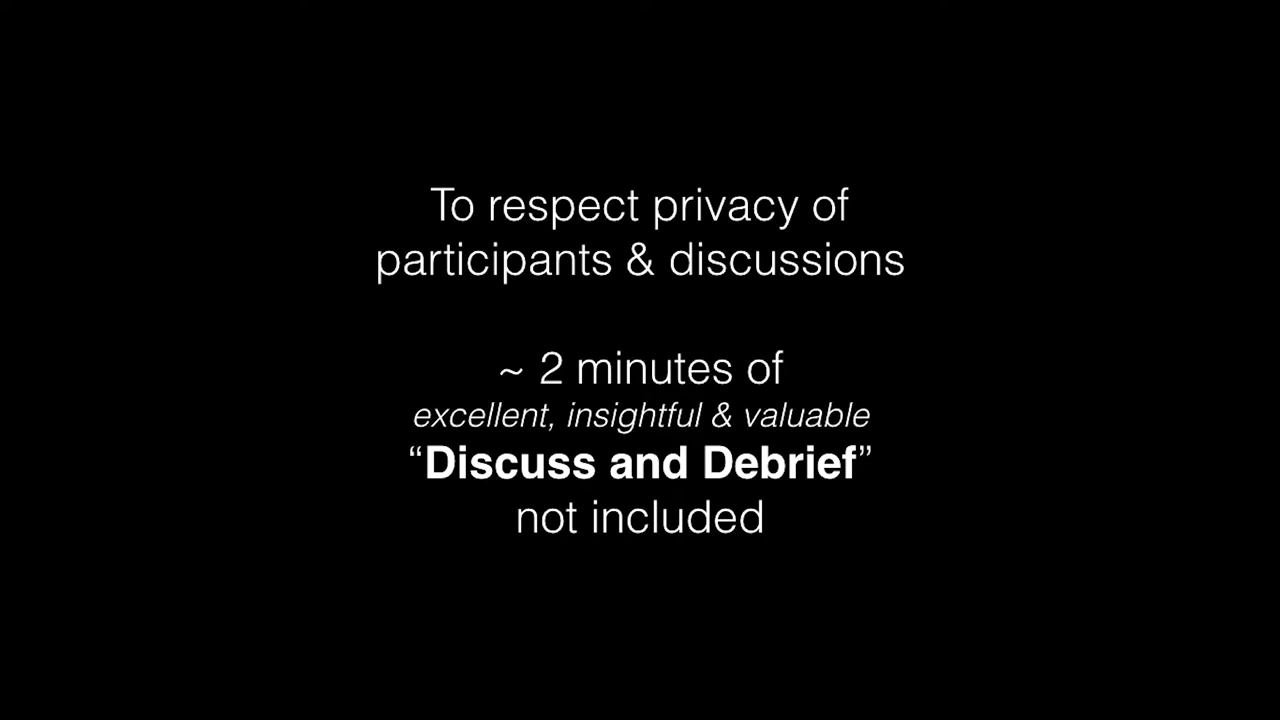 To respect privacy of
participants & discussions
~ 2 minutes of
excellent, insightful & valuable
“Discuss and Debrief”
not included